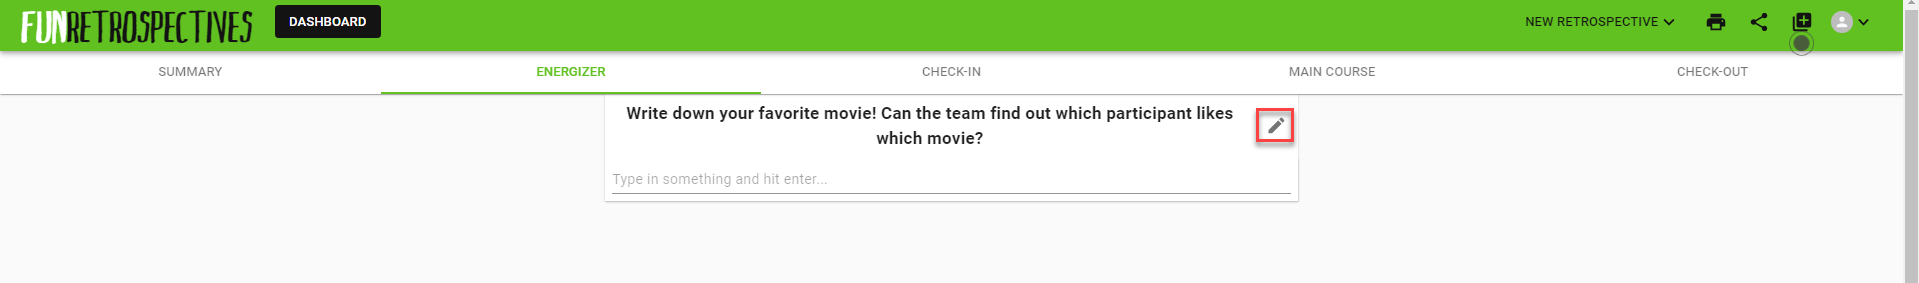 FUNRETROSPECTIVES DASHBOARD NEW RETROSPECTIVE
SUMMARY ENERGIZER CHECK-IN MAIN COURSE CHECK-OUT
Write down your favorite movie! Can the team find out which participant likes
which movie?
Type in something and hit enter...